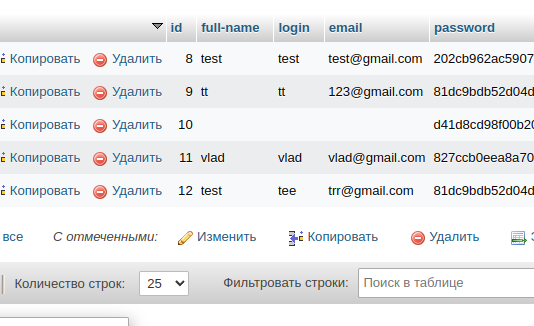 id full-name login email password
Копировать Удалить 8 test test test@gmail.com 202cb962ac5907
Копировать Удалить 9 tt tt 123@gmail.com 81dc9bdb52d04d
Копировать Удалить 10 d41d8cd98f00b20
Копировать Удалить 11 vlad vlad vlad@gmail.com 827ccb0eea8a70
Копировать Удалить 12 test tee trr@gmail.com 81dc9bdb52d04d
все С отмеченными: Изменить Копировать Удалить
Количество строк: 25 Фильтровать строки: Поиск в таблице